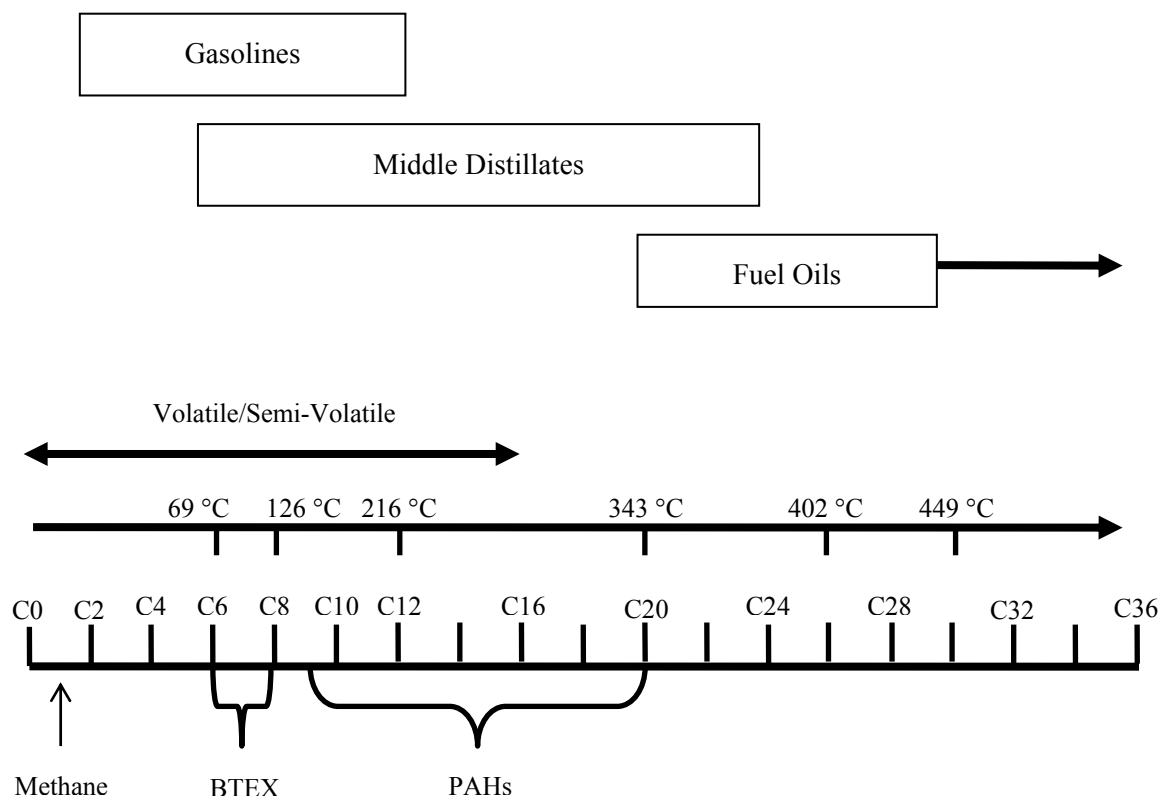 Gasolines
Middle Distillates
Fuel Oils
Volatile/Semi-Volatile
69 °C 126 °C 216 °C 343 °C 402 °C 449 °C
C0 C2 C4 C6 C8 C10 C12 C16 C20 C24 C28 C32 C36
Methane BTEX PAHs